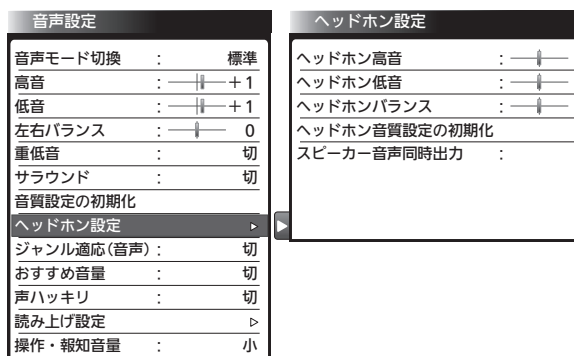 音声設定
音声モード切換 : 標準
高音 : +1
低音 : +1
左右バランス : 0
重低音 : 切
サラウンド : 切
音質設定の初期化
ヘッドホン設定
ジャンル適応(音声) : 切
おすすめ音量 : 切
声ハッキリ : 切
読み上げ設定
操作・報知音量 : 小
ヘッドホン設定
ヘッドホン高音 :
ヘッドホン低音 :
ヘッドホンバランス :
ヘッドホン音質設定の初期化
スピーカー音声同時出力 :